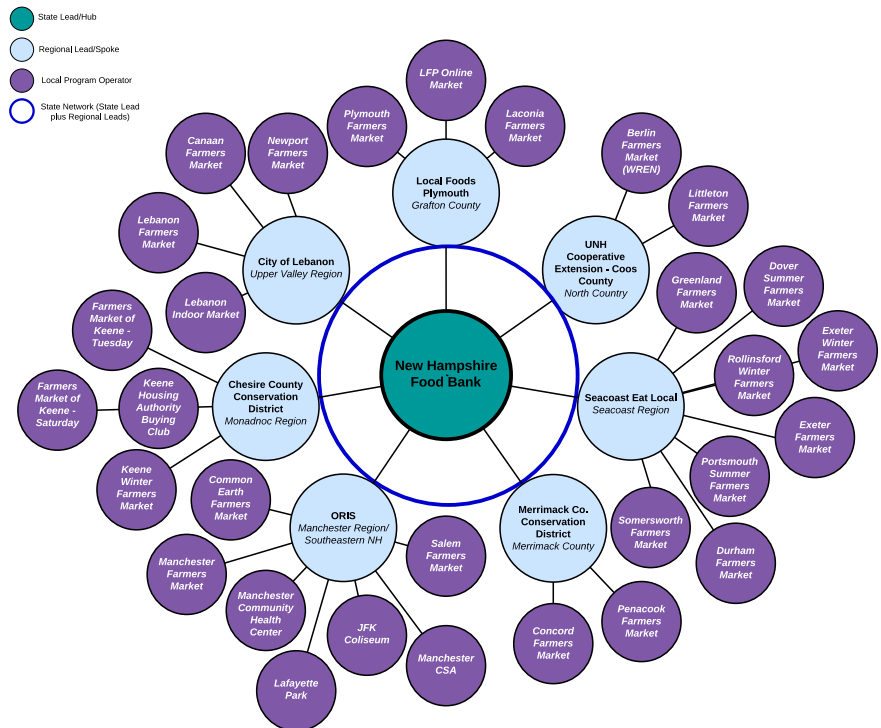 State Lead/Hub
Regional Lead/Spoke
Local Program Operator
State Network (State Lead
plus Regional Leads)
LFP Online
Market
Plymouth
Farmers
Market
Laconia
Farmers
Market
Local Foods
Plymouth
Grafton County
Canaan
Farmers
Market
Newport
Farmers
Market
Lebanon
Farmers
Market
Lebanon
Indoor Market
City of Lebanon
Upper Valley Region
Berlin
Farmers
Market
(WREN)
Littleton
Farmers
Market
UNH
Cooperative
Extension - Coos
County
North Country
Greenland
Farmers
Market
Dover
Summer
Farmers
Market
Rollinsford
Winter
Farmers
Market
Exeter
Winter
Farmers
Market
Exeter
Farmers
Market
Seacoast Eat Local
Seacoast Region
Portsmouth
Summer
Farmers
Market
Somersworth
Farmers
Market
Durham
Farmers
Market
New Hampshire
Food Bank
Farmers
Market of
Keene -
Tuesday
Farmers
Market of
Keene -
Saturday
Keene
Housing
Authority
Buying
Club
Keene
Winter
Farmers
Market
Chesire County
Conservation
District
Monadnoc Region
Common
Earth
Farmers
Market
Manchester
Farmers
Market
Manchester
Community
Health
Center
Lafayette
Park
JFK
Coliseum
Manchester
CSA
Salem
Farmers
Market
ORIS
Manchester Region/
Southeastern NH
Merrimack Co.
Conservation
District
Merrimack County
Concord
Farmers
Market
Penacook
Farmers
Market